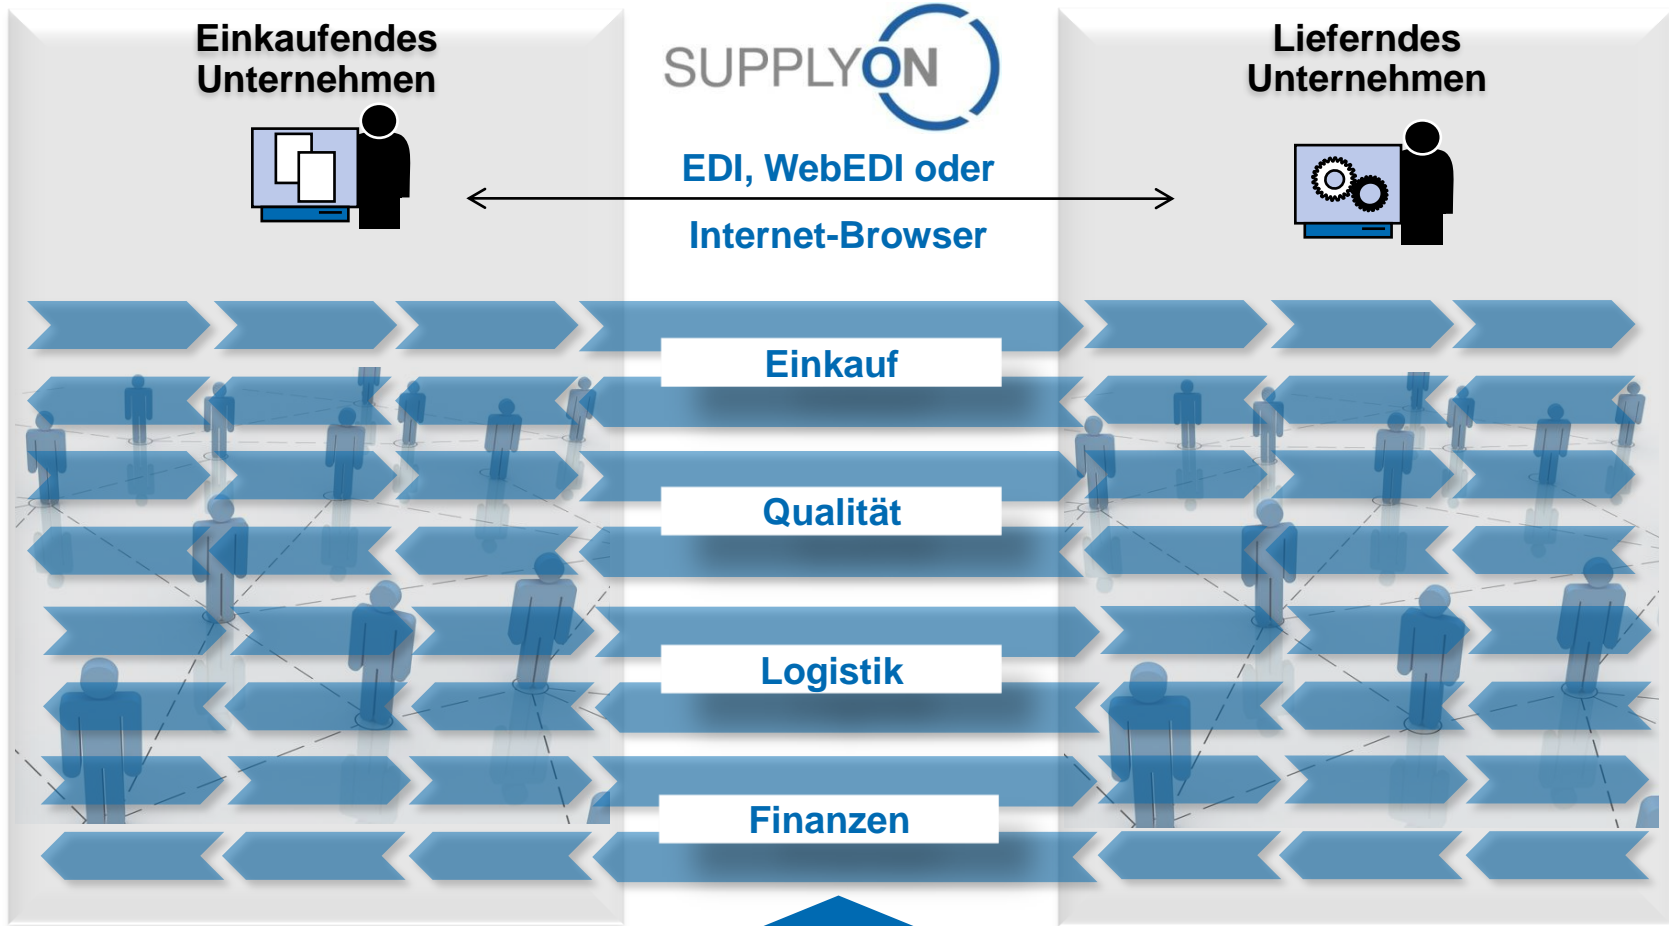 Einkaufendes
Unternehmen
SUPPLYON
EDI, WebEDI oder
Internet-Browser
Lieferndes
Unternehmen
Einkauf
Qualität
Logistik
Finanzen